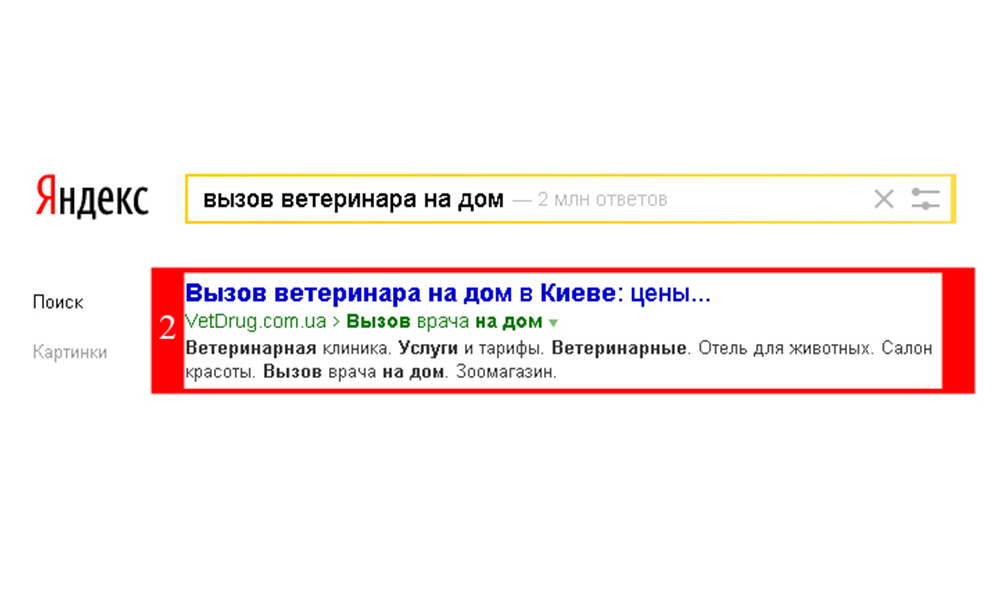 Яндекс
вызов ветеринара на дом — 2 млн ответов
Поиск
Картинки
2
Вызов ветеринара на дом в Киеве: цены...
VetDrug.com.ua > Вызов врача на дом
Ветеринарная клиника. Услуги и тарифы. Ветеринарные. Отель для животных. Салон
красоты. Вызов врача на дом. Зоомагазин.